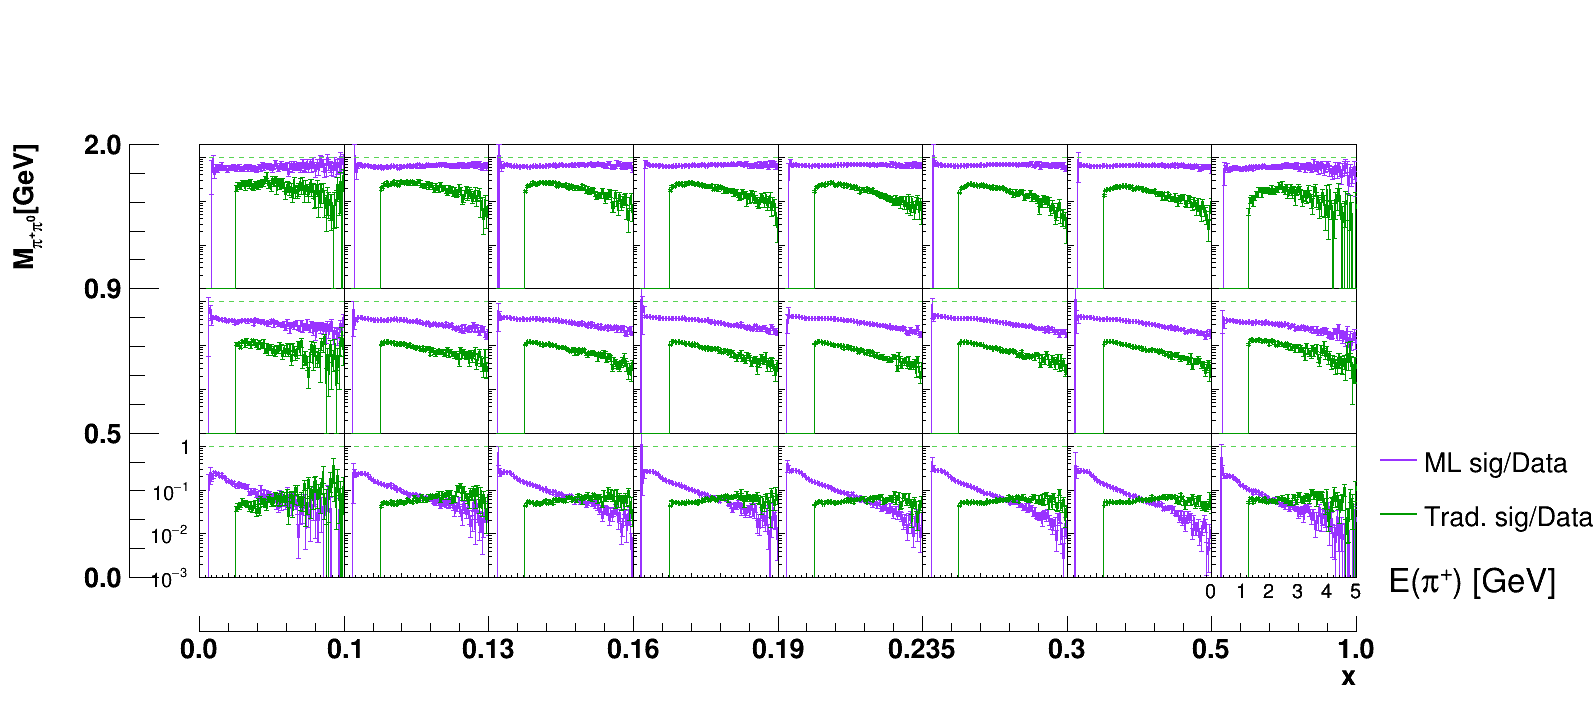 M_{π⁺π⁰}[GeV]
2.0
0.9
0.5
0.0
1
10⁻¹
10⁻²
10⁻³
ML sig/Data
Trad. sig/Data
E(π⁺) [GeV]
0 1 2 3 4 5
0.0 0.1 0.13 0.16 0.19 0.235 0.3 0.5 1.0
x